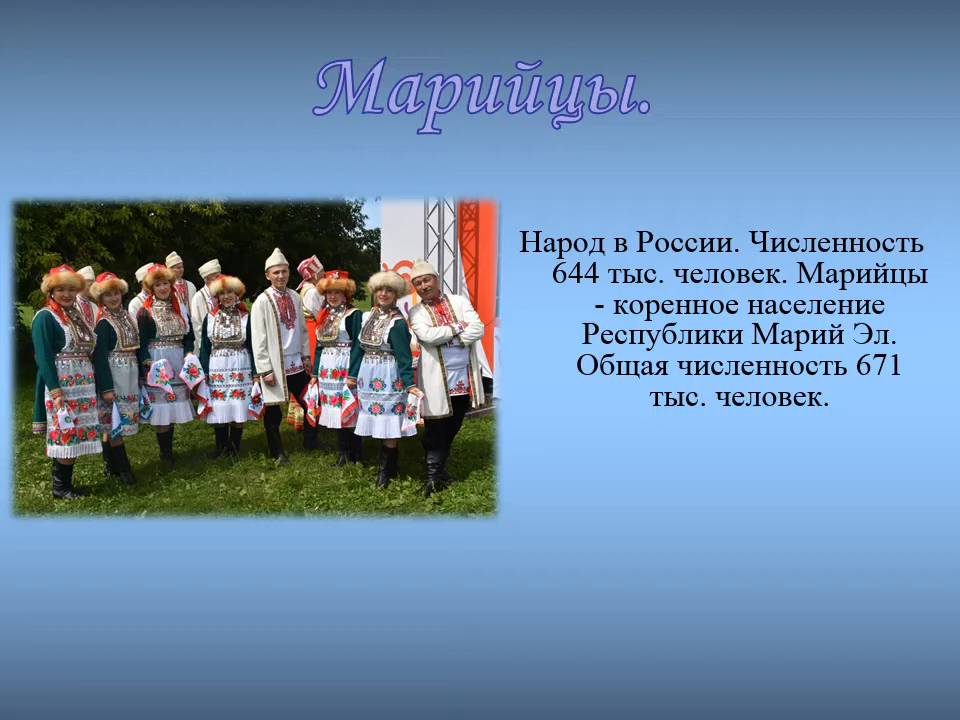 Марийцы.
Народ в России. Численность
644 тыс. человек. Марийцы
- коренное население
Республики Марий Эл.
Общая численность 671
тыс. человек.